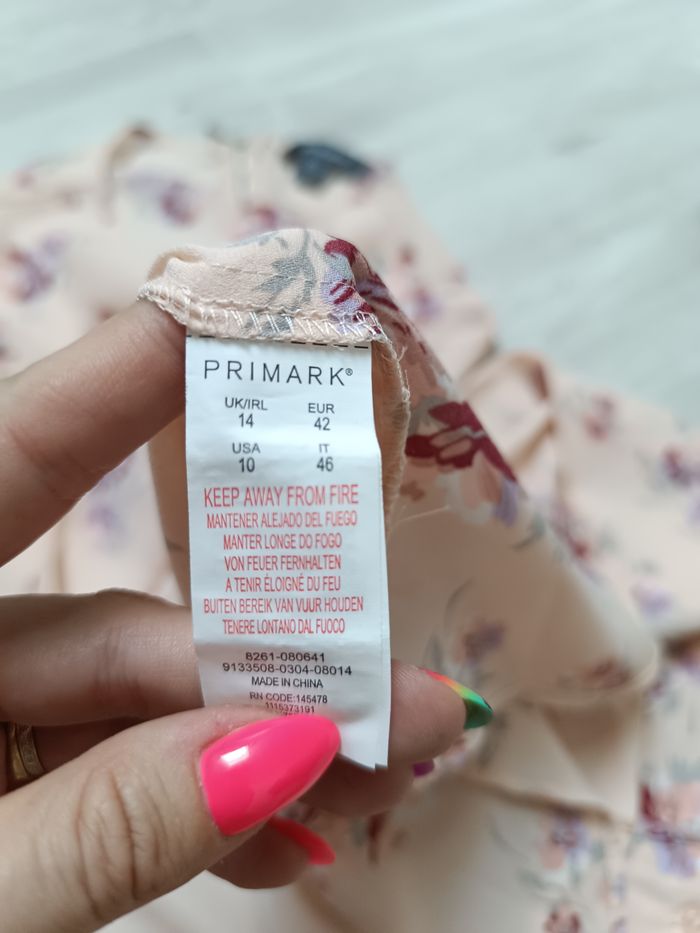 PRIMARK®
UK/IRL EUR
14 42
USA IT
10 46
KEEP AWAY FROM FIRE
MANTENER ALEJADO DEL FUEGO
MANTER LONGE DO FOGO
VON FEUER FERNHALTEN
A TENIR ÉLOIGNÉ DU FEU
BUITEN BEREIK VAN VUUR HOUDEN
TENERE LONTANO DAL FUOCO
8261-080641
9133508-0304-08014
MADE IN CHINA
RN CODE:145478
1115373191